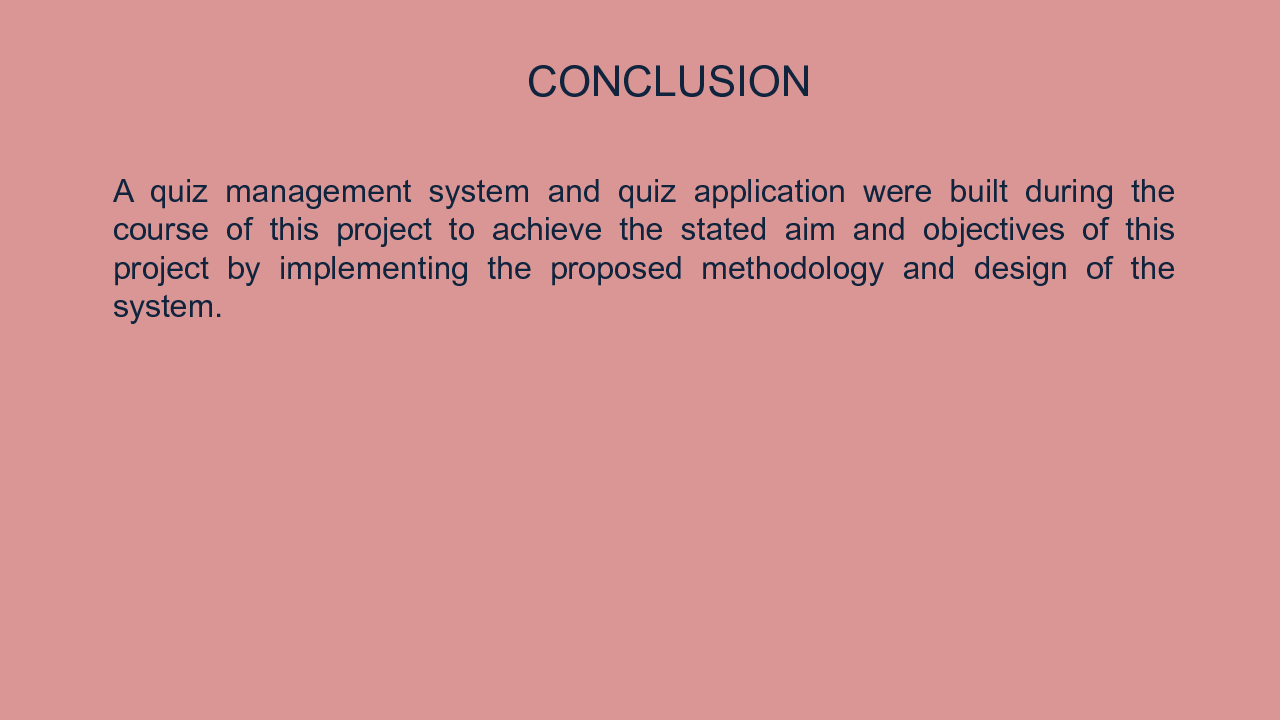 CONCLUSION
A quiz management system and quiz application were built during the
course of this project to achieve the stated aim and objectives of this
project by implementing the proposed methodology and design of the
system.